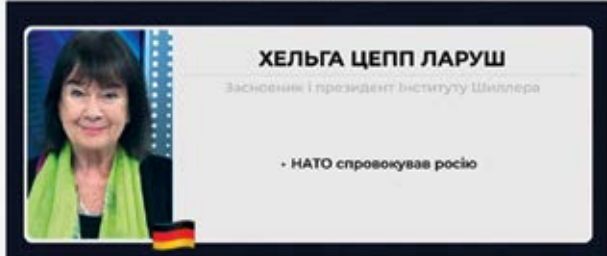 ХЕЛЬГА ЦЕПП ЛАРУШ
Засновник і президент Інституту Шиллера
• НАТО спровокував росію